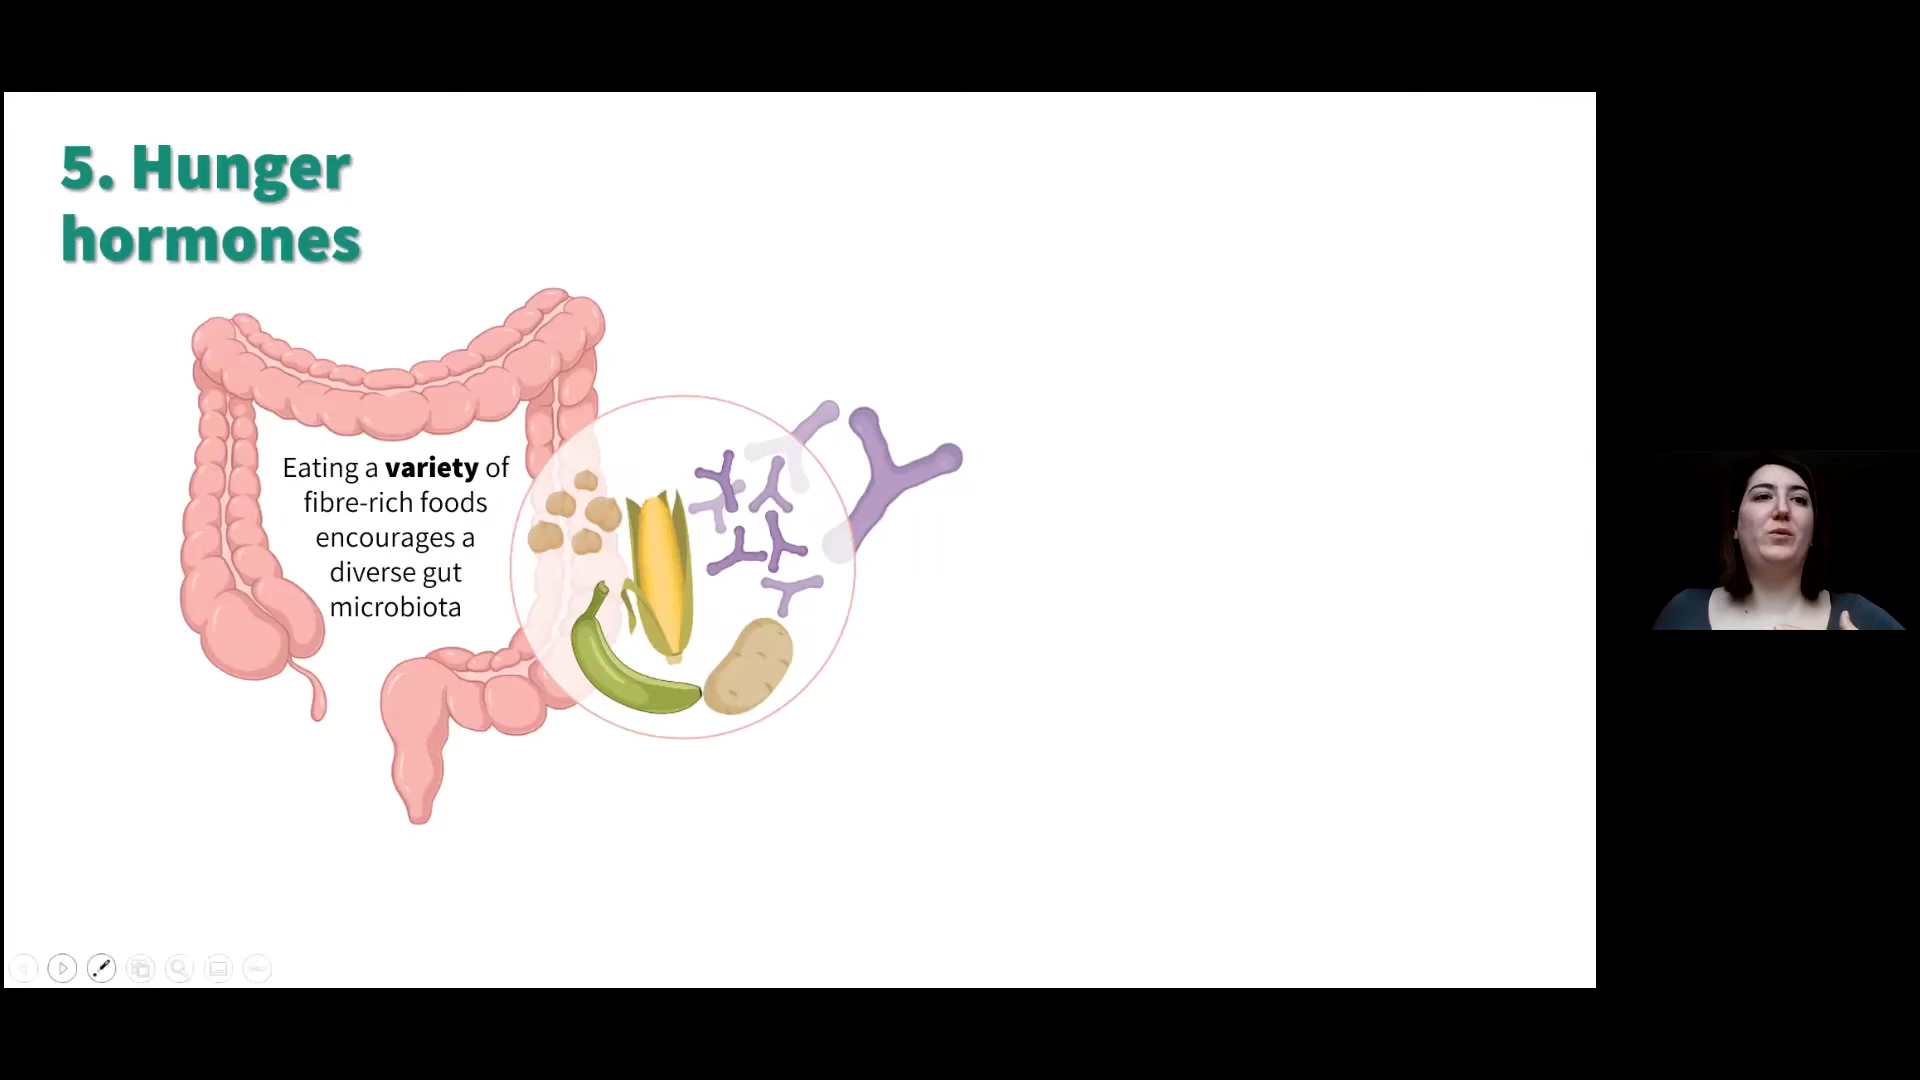 5. Hunger
hormones
Eating a variety of
fibre-rich foods
encourages a
diverse gut
microbiota